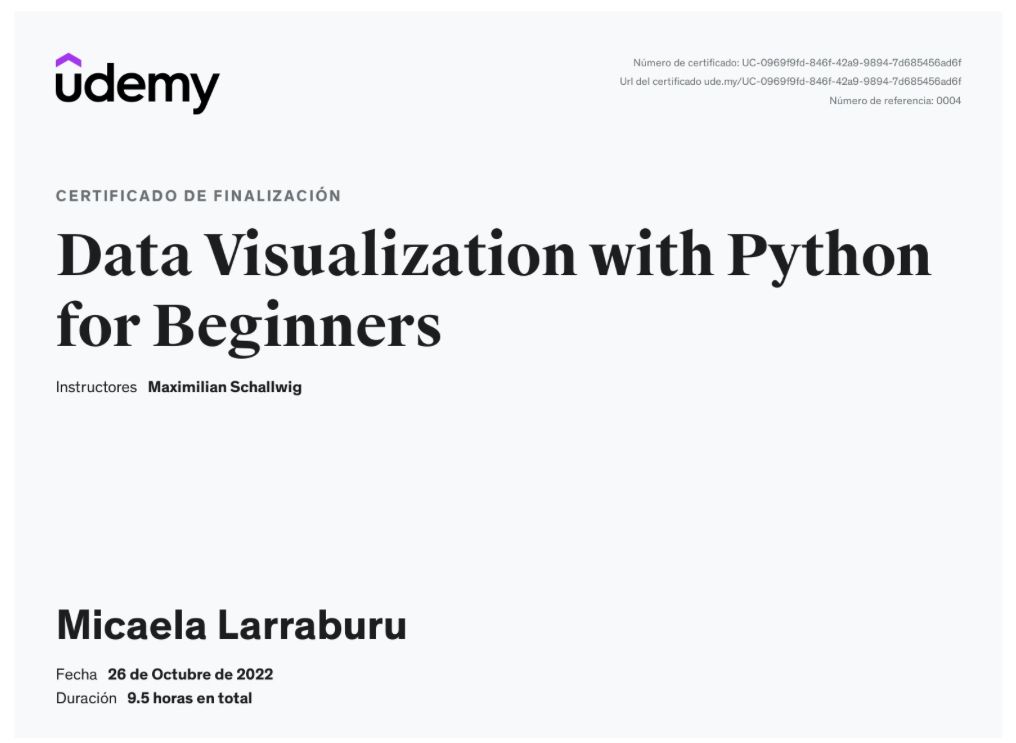 udemy
Número de certificado: UC-0969f9fd-846f-42a9-9894-7d685456ad6f
Url del certificado ude.my/UC-0969f9fd-846f-42a9-9894-7d685456ad6f
Número de referencia: 0004
CERTIFICADO DE FINALIZACIÓN
Data Visualization with Python
for Beginners
Instructores Maximilian Schallwig
Micaela Larraburu
Fecha 26 de Octubre de 2022
Duración 9.5 horas en total